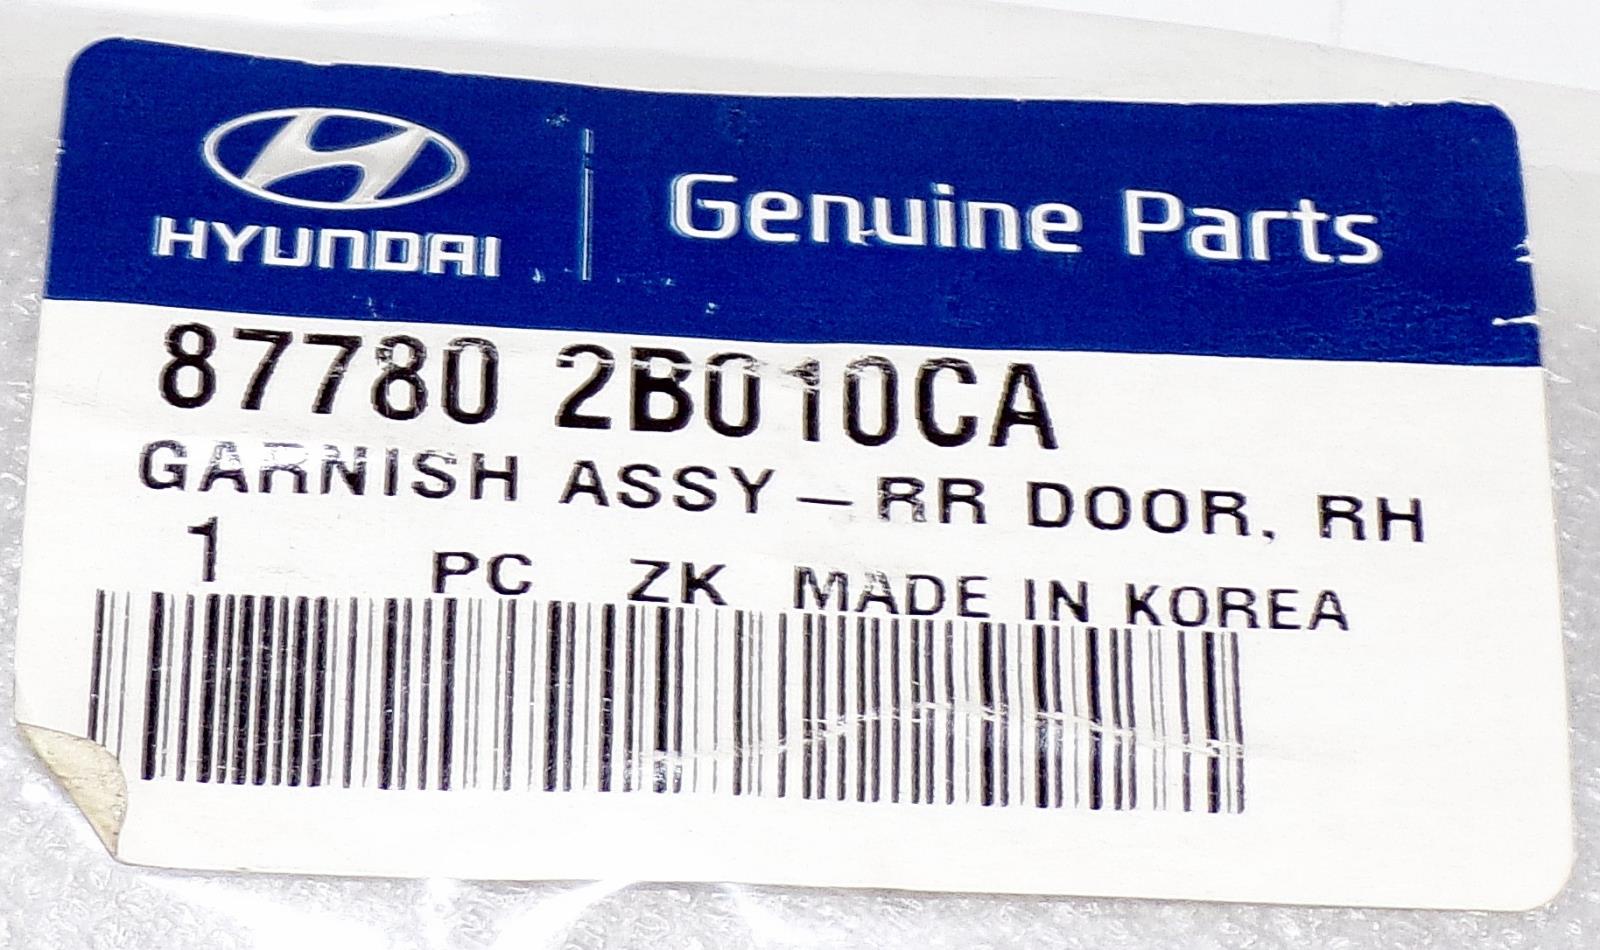 HYUNDAI
Genuine Parts
87780 2B010CA
GARNISH ASSY-RR DOOR, RH
1 PC ZK MADE IN KOREA